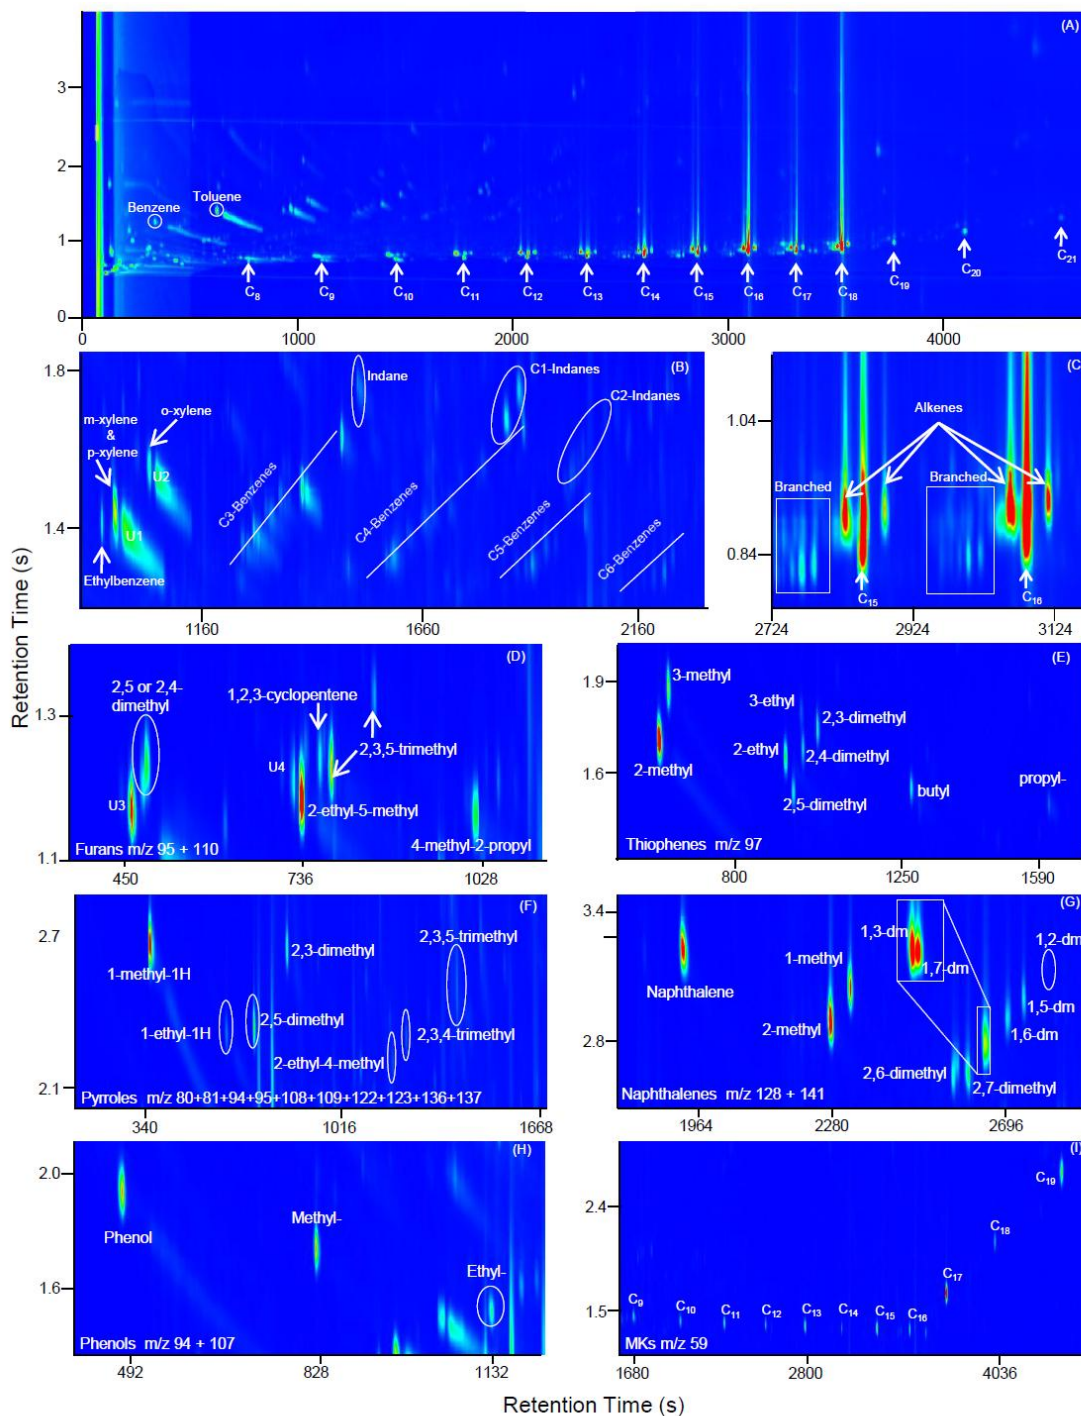 (A)
3
2
1
0
Benzene
Toluene
C8
C9
C10
C11
C12
C13
C14
C15
C16
C17
C18
C19
C20
C21
0
1000
2000
3000
4000
Retention Time (s)
(B)
1.8
1.4
m-xylene
&
p-xylene
o-xylene
U2
U1
Ethylbenzene
Indane
C1-Indanes
C2-Indanes
C3-Benzenes
C4-Benzenes
C5-Benzenes
C6-Benzenes
1160
1660
2160
(C
1.04
0.84
Alkenes
Branched
Branched
C15
C16
2724
2924
3124
(D)
1.3
1.1
2,5 or 2,4-
dimethyl
1,2,3-cyclopentene
2,3,5-trimethyl
U4
U3
2-ethyl-5-methyl
4-methyl-2-propyl
Furans m/z 95 + 110
450
736
1028
(E)
1.9
1.6
3-methyl
3-ethyl
2,3-dimethyl
2-ethyl
2,4-dimethyl
2-methyl
2,5-dimethyl
butyl
propyl-
Thiophenes m/z 97
800
1250
1590
(F)
2.7
2.1
1-methyl-1H
2,3-dimethyl
2,3,5-trimethyl
1-ethyl-1H
2,5-dimethyl
2,3,4-trimethyl
2-ethyl-4-methyl
Pyrroles m/z 80+81+94+95+108+109+122+123+136+137
340
1016
1668
(G)
3.4
2.8
1,3-dm
1,7-dm
1,2-dm
1-methyl
Naphthalene
2-methyl
1,5-dm
1,6-dm
2,6-dimethyl
2,7-dimethyl
Naphthalenes m/z 128 + 141
1964
2280
2696
(H)
2.0
1.6
Phenol
Methyl-
Ethyl-
Phenols m/z 94 + 107
492
828
1132
(I)
2.4
1.5
C9
C10
C11
C12
C13
C14
C15
C16
C17
C18
C19
MKs m/z 59
1680
2800
4036
Retention Time (s)